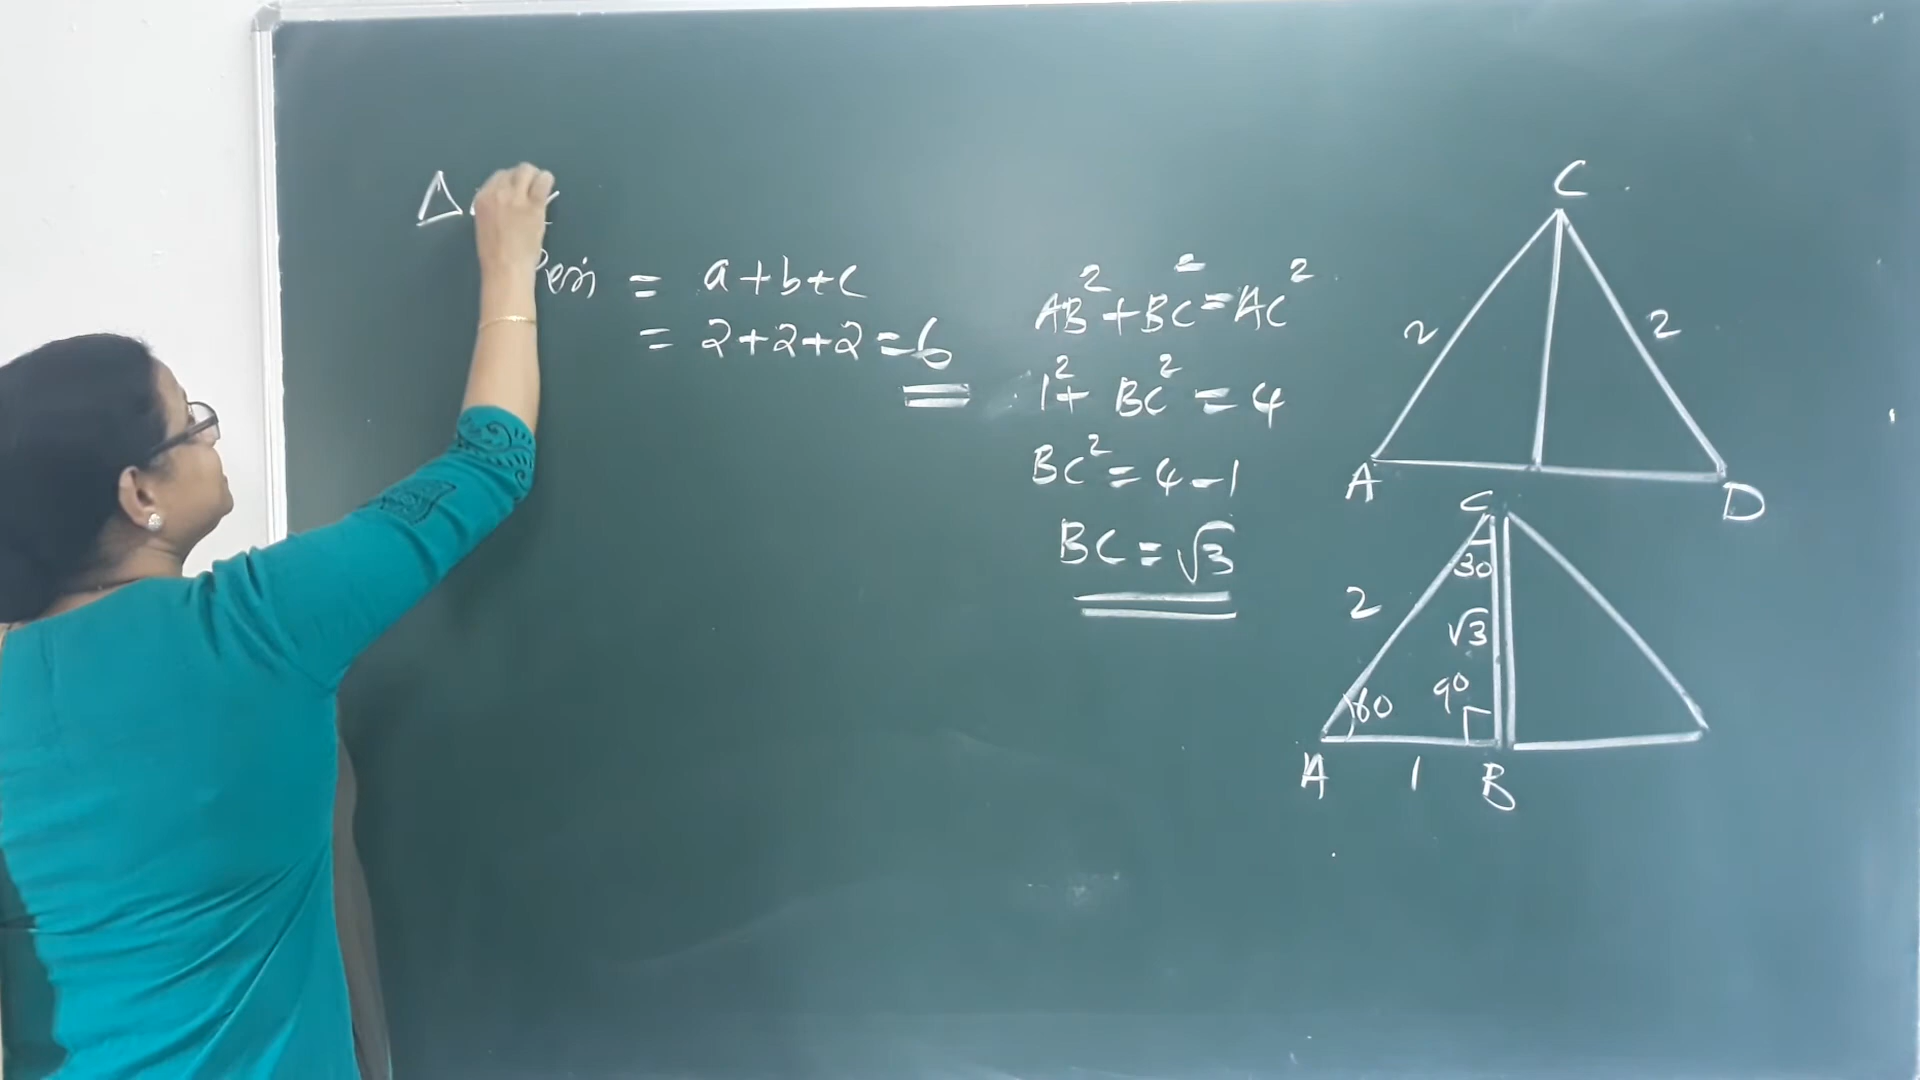 Δ
Peri = a+b+c
= 2+2+2=6
AB²+BC²=AC²
1²+ BC² = 4
BC²= 4-1
BC = √3
C
2
2
A
D
C
30
2
√3
60
90
A
1
B